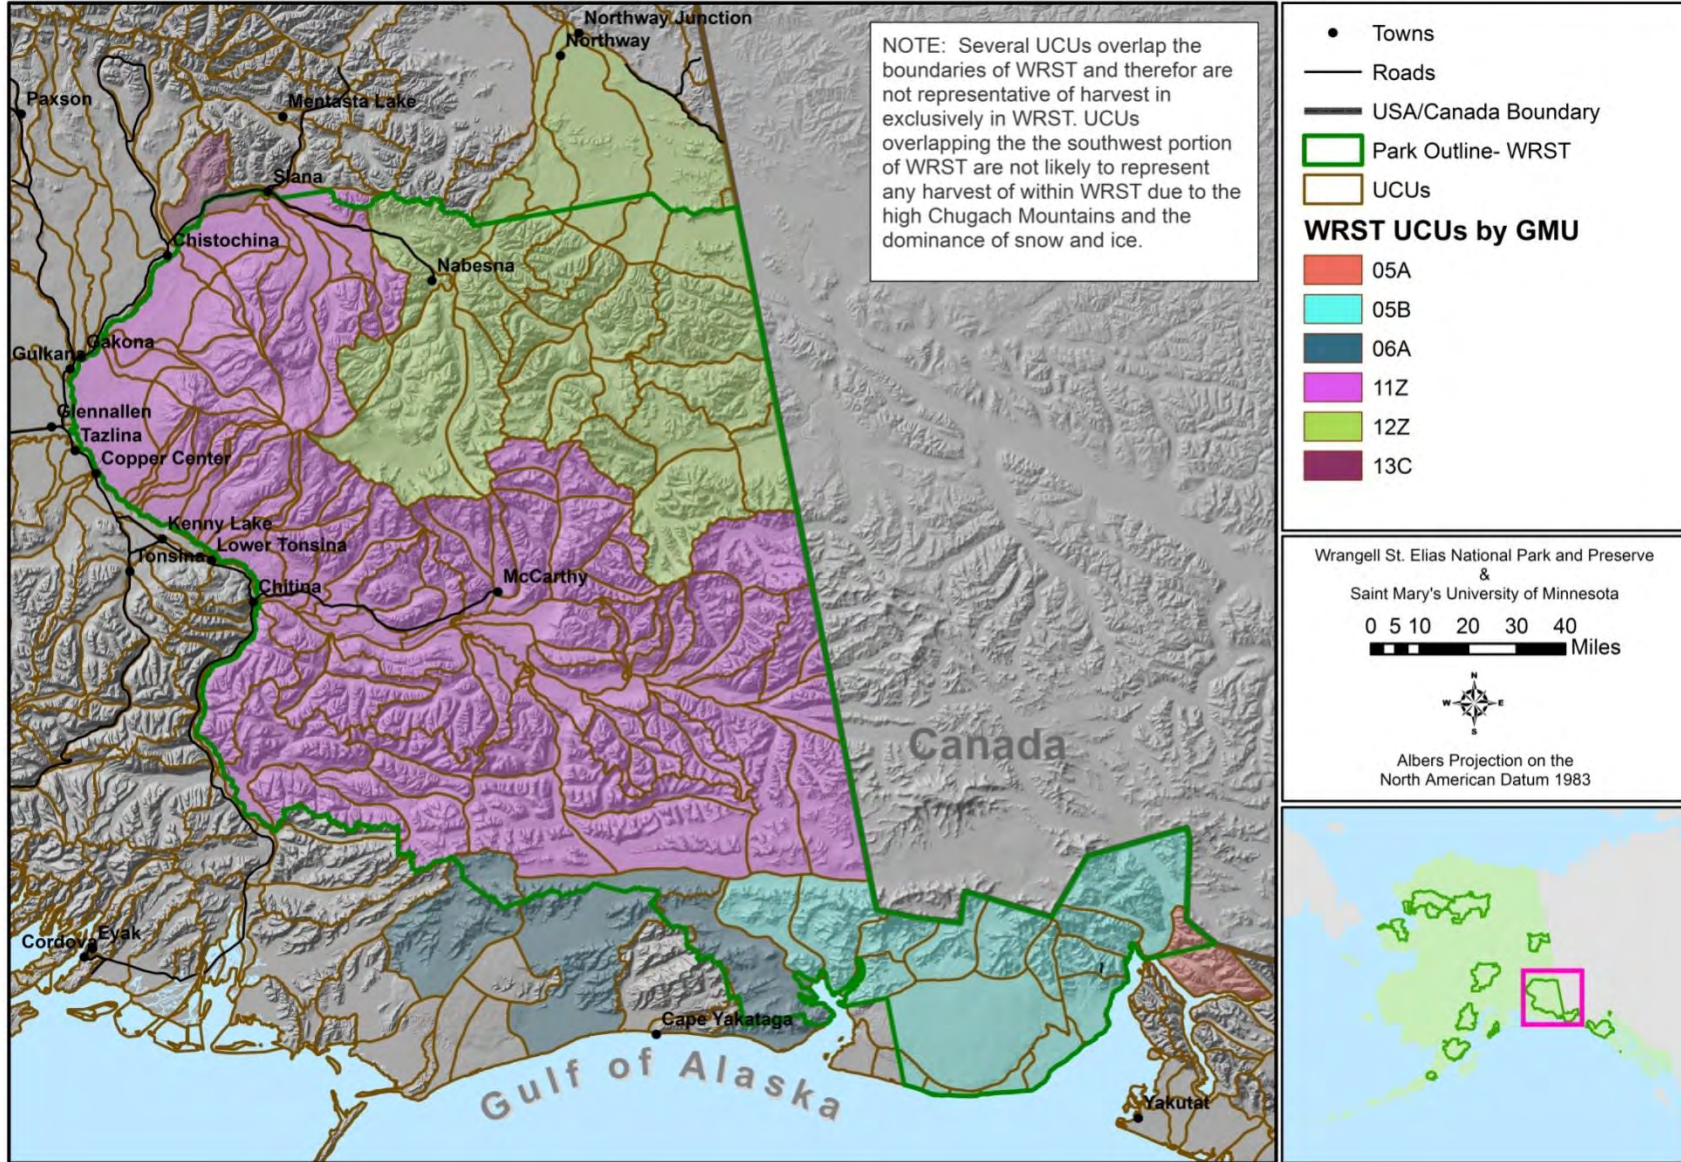 Northway Junction
Northway
Paxson
Mentasta Lake
Slana
Chistochina
Nabesna
Gakona
Gulkana
Glennallen
Tazlina
Copper Center
Kenny Lake
Lower Tonsina
Tonsina
Chitina
McCarthy
Canada
Eyak
Cordova
Cape Yakataga
Gulf of Alaska
Yakutat
NOTE: Several UCUs overlap the
boundaries of WRST and therefor are
not representative of harvest in
exclusively in WRST. UCUs
overlapping the the southwest portion
of WRST are not likely to represent
any harvest of within WRST due to the
high Chugach Mountains and the
dominance of snow and ice.
Towns
Roads
USA/Canada Boundary
Park Outline- WRST
UCUs
WRST UCUs by GMU
05A
05B
06A
11Z
12Z
13C
Wrangell St. Elias National Park and Preserve
&
Saint Mary's University of Minnesota
0 5 10 20 30 40
Miles
N
W E
S
Albers Projection on the
North American Datum 1983